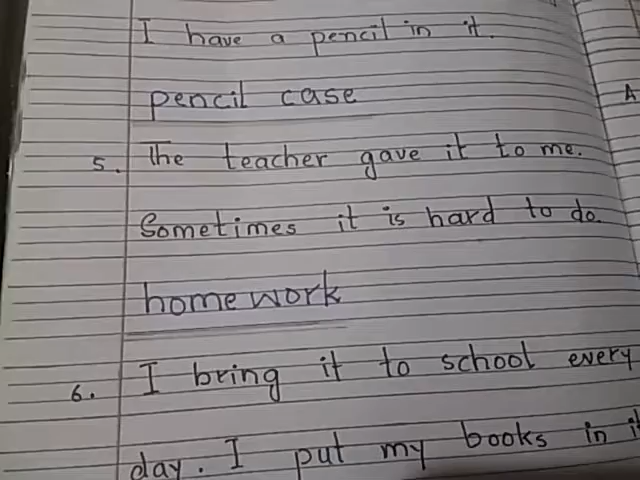 I have a pencil in it.
pencil case
A
5. The teacher gave it to me.
Sometimes it is hard to do.
homework
6. I bring it to school every
day. I put my books in it